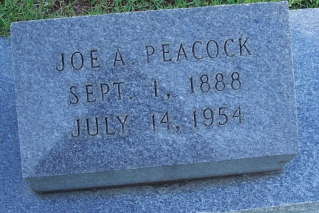 JOE A. PEACOCK
SEPT. 1, 1888
JULY 14, 1954